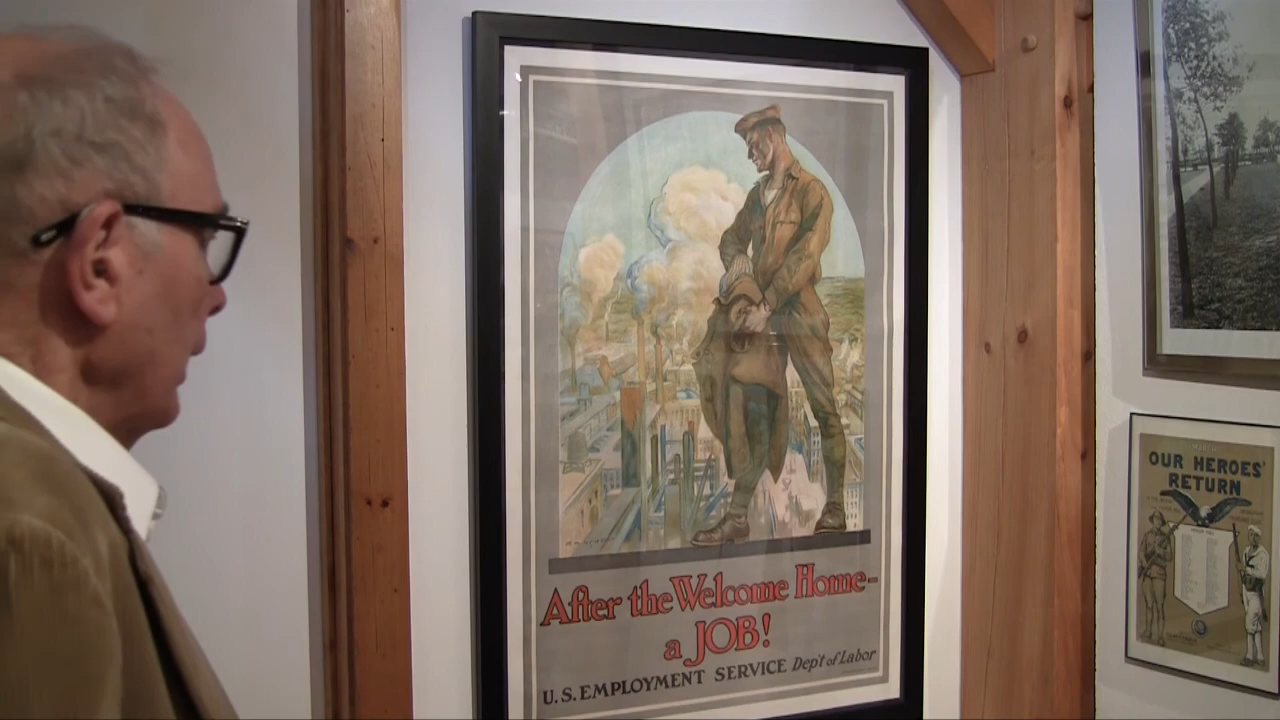 After the Welcome Home-
a JOB!
U.S. EMPLOYMENT SERVICE Dep't of Labor
OUR HEROES'
RETURN